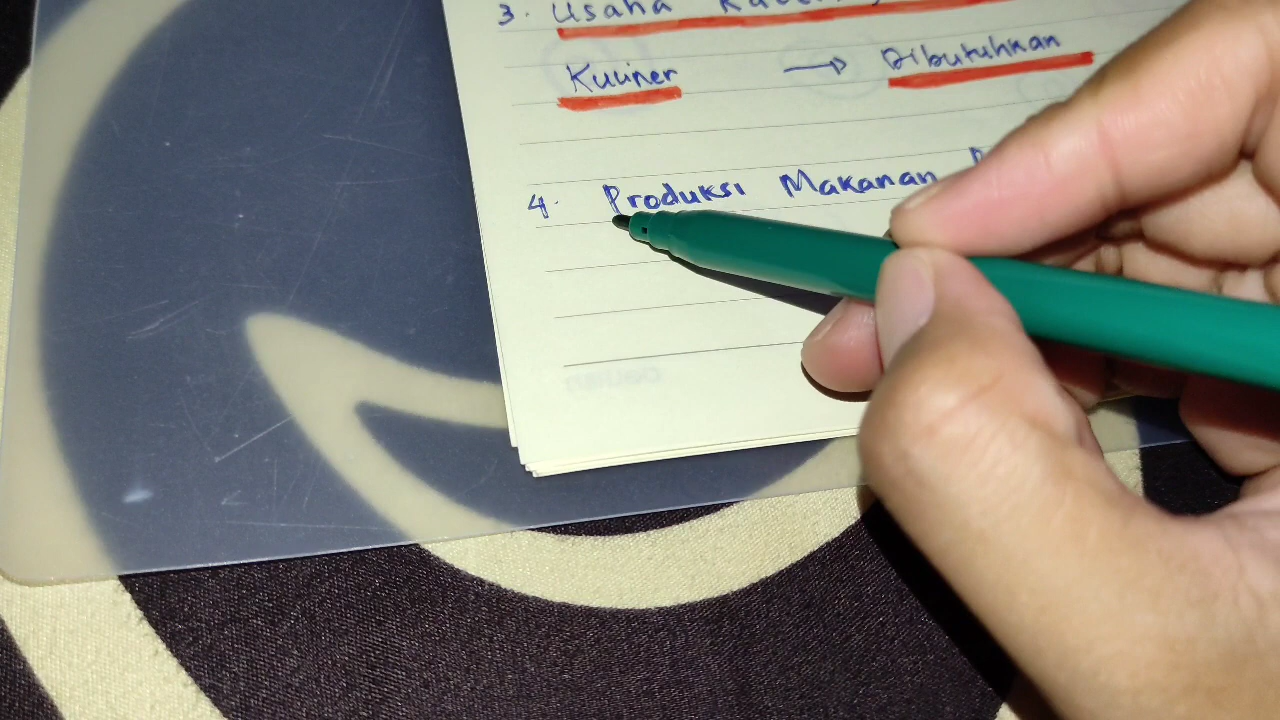 3. Usaha
Kuliner → Dibutuhkan
4. Produksi Makanan